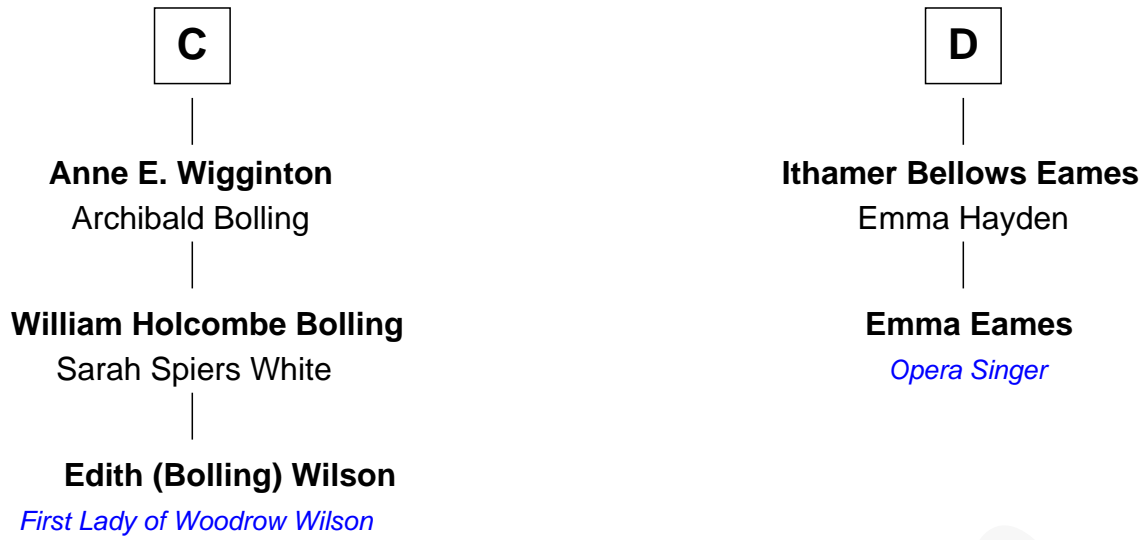 C
D
Anne E. Wigginton
Archibald Bolling
Ithamer Bellows Eames
Emma Hayden
William Holcombe Bolling
Sarah Spiers White
Emma Eames
Opera Singer
Edith (Bolling) Wilson
First Lady of Woodrow Wilson